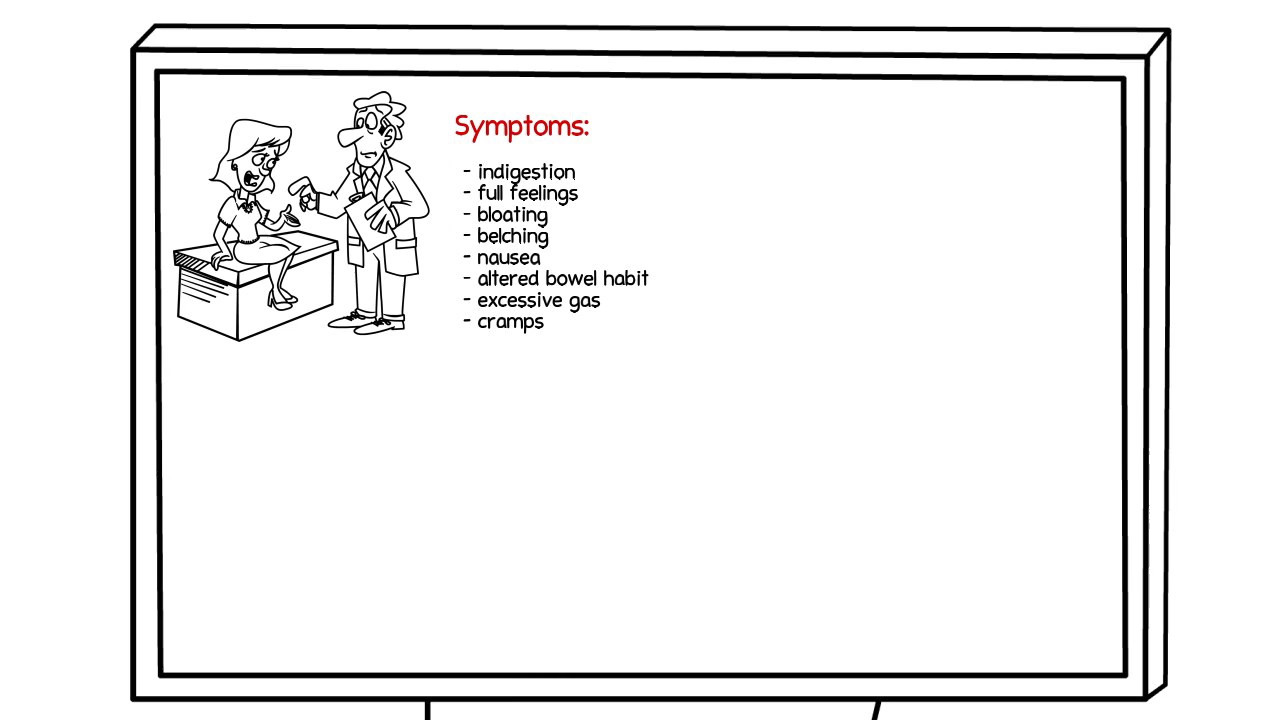 Symptoms:
- indigestion
- full feelings
- bloating
- belching
- nausea
- altered bowel habit
- excessive gas
- cramps